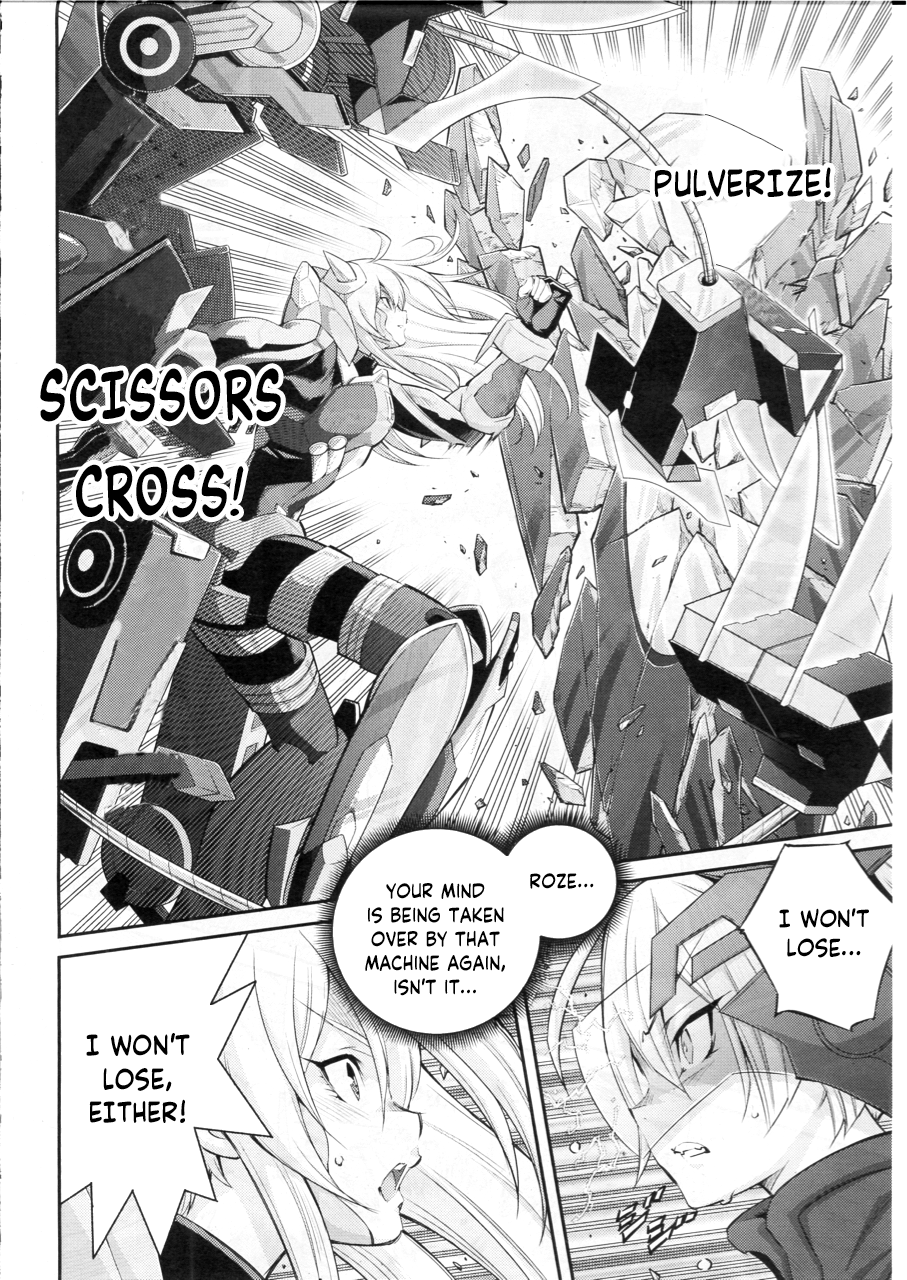 PULVERIZE!
SCISSORS
CROSS!
I WON'T
LOSE...
ROZE...
YOUR MIND
IS BEING TAKEN
OVER BY THAT
MACHINE AGAIN,
ISN'T IT...
I WON'T
LOSE,
EITHER!